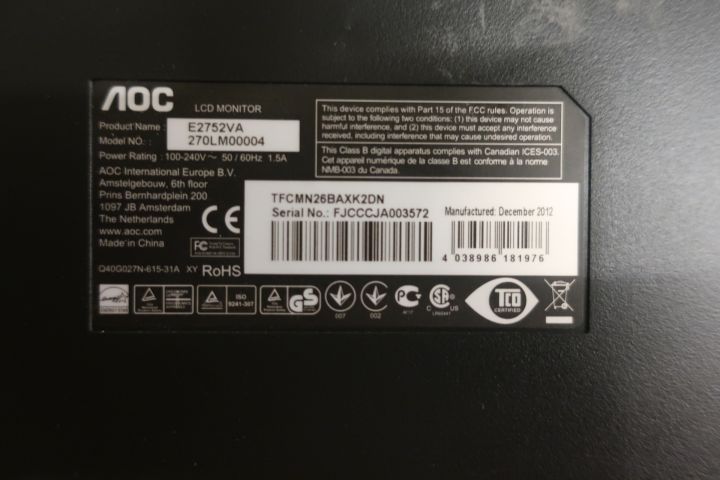 AOC
LCD MONITOR
Product Name : E2752VA
Model NO. : 270LM00004
Power Rating : 100-240V~ 50 / 60Hz 1.5A
AOC International Europe B.V.
Amstelgebouw, 6th floor
Prins Bernhardplein 200
1097 JB Amsterdam
The Netherlands
www.aoc.com
Made in China
CE
FC
Q40G027N-615-31A XY RoHS
This device complies with Part 15 of the FCC rules. Operation is
subject to the following two conditions: (1) this device may not cause
harmful interference, and (2) this device must accept any interference
received, including interference that may cause undesired operation.
This Class B digital apparatus complies with Canadian ICES-003.
Cet appareil numérique de la classe B est conforme à la norme
NMB-003 du Canada.
TFCMN26BAXK2DN
Serial No.: FJCCCJA003572
Manufactured: December 2012
4 038986 181976
ISO
9241-307
GS
007
002
C US
TCO
CERTIFIED